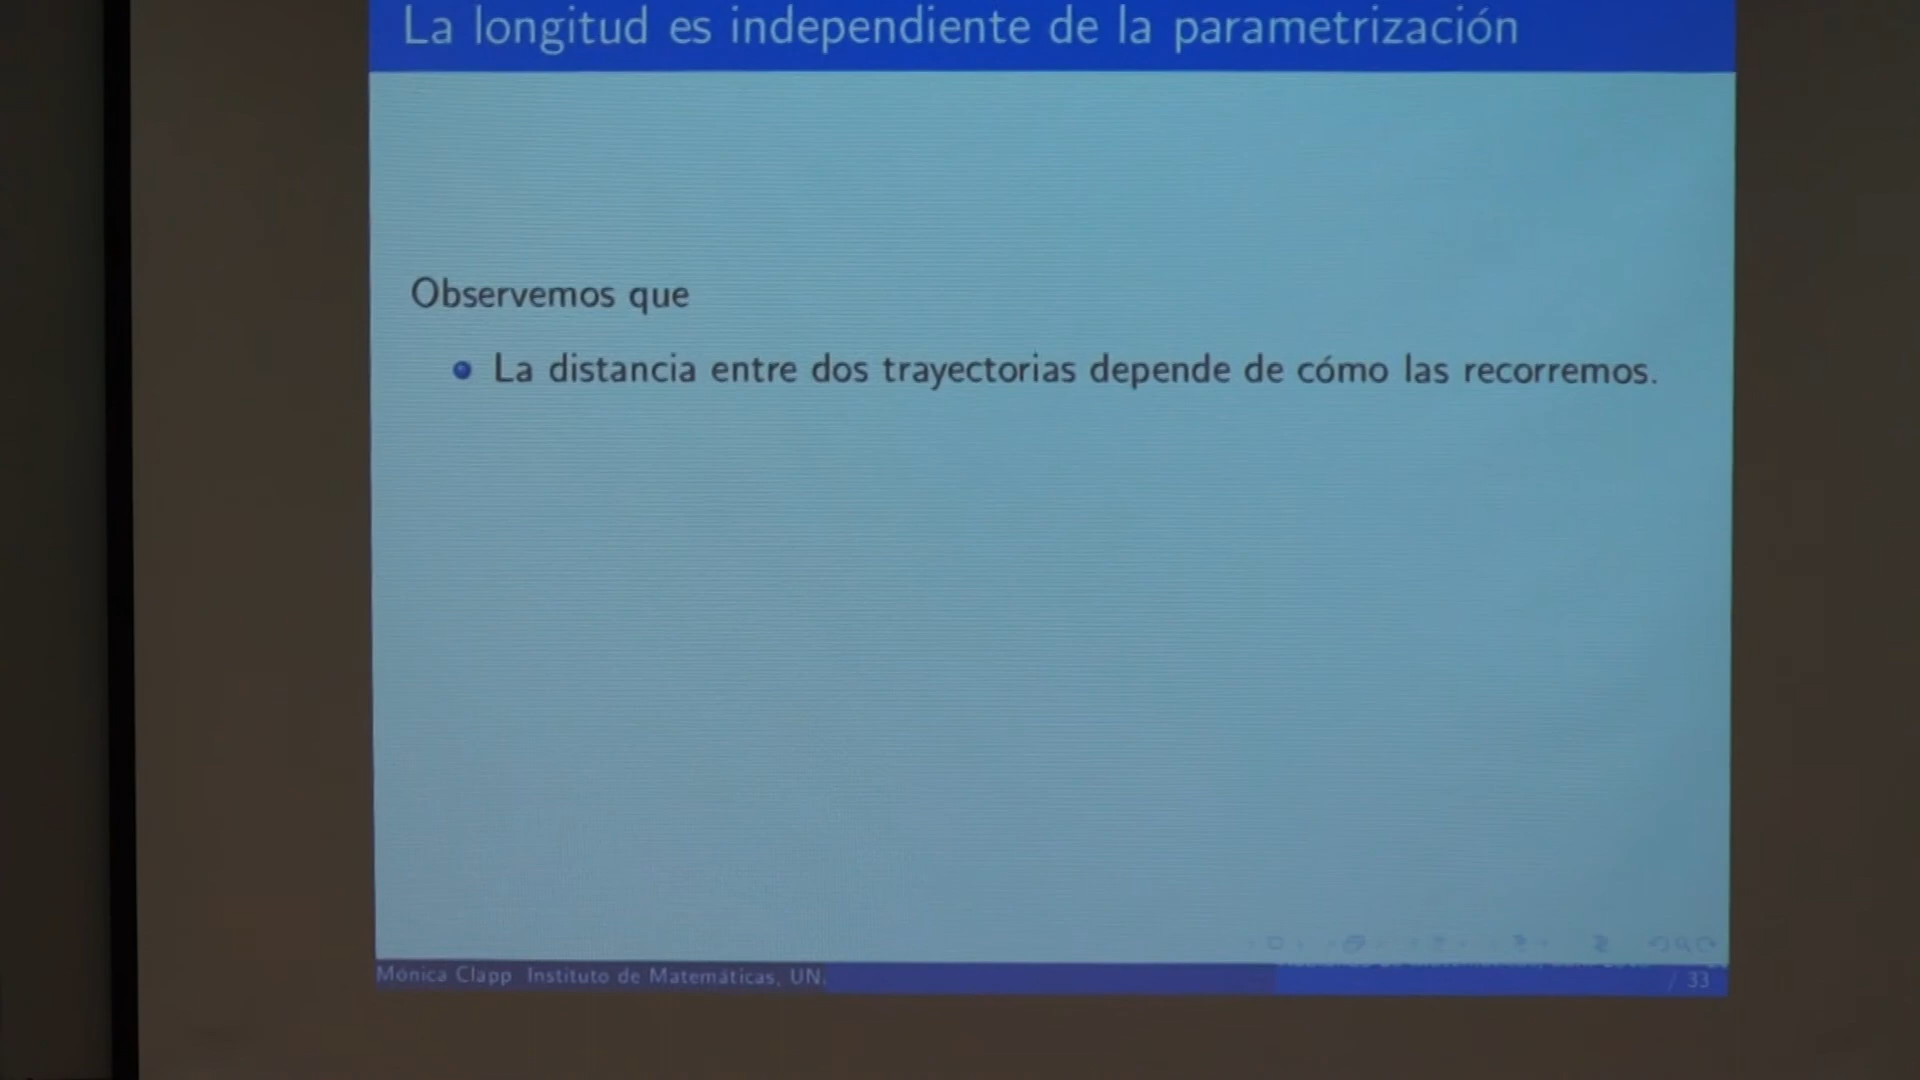 La longitud es independiente de la parametrización
Observemos que
La distancia entre dos trayectorias depende de cómo las recorremos.
Mónica Clapp Instituto de Matemáticas, UN
/ 33